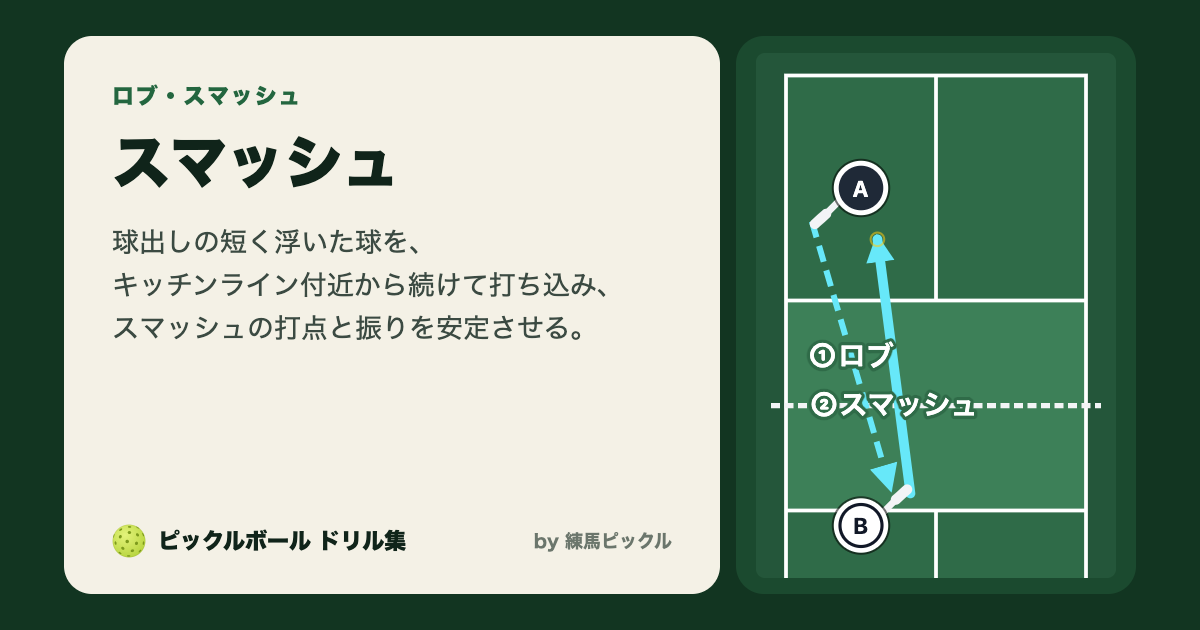 ロブ・スマッシュ
スマッシュ
球出しの短く浮いた球を、
キッチンライン付近から続けて打ち込み、
スマッシュの打点と振りを安定させる。
ピックルボール ドリル集
by 練馬ピックル
A
①ロブ
②スマッシュ
B